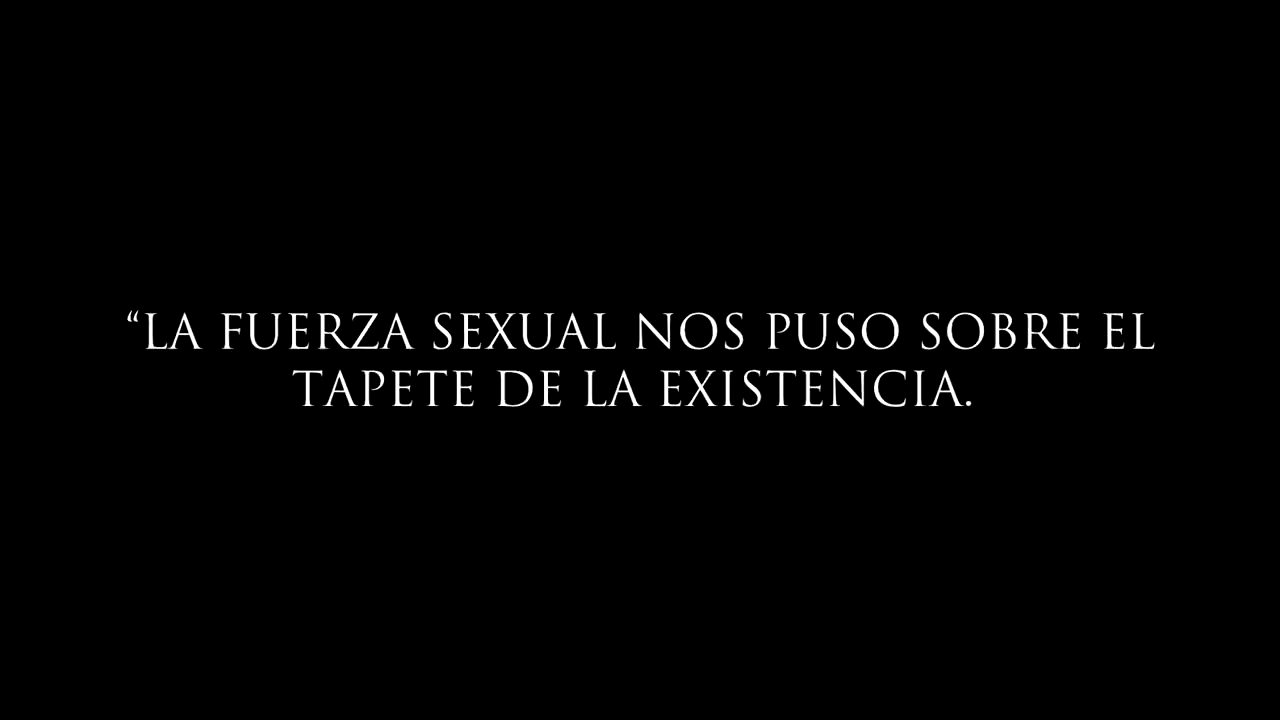 “LA FUERZA SEXUAL NOS PUSO SOBRE EL
TAPETE DE LA EXISTENCIA.